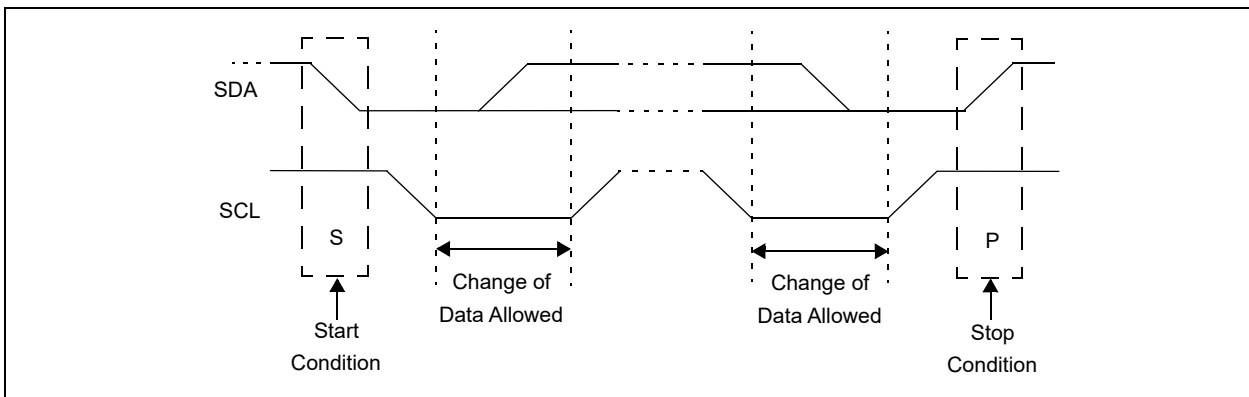 SDA
SCL
S
P
Change of
Data Allowed
Change of
Data Allowed
Start
Condition
Stop
Condition